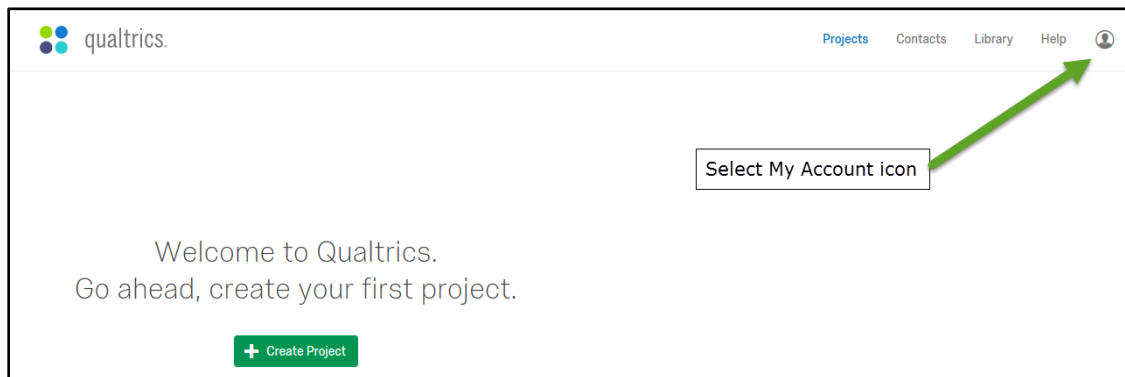 qualtrics.
Projects Contacts Library Help
Select My Account icon
Welcome to Qualtrics.
Go ahead, create your first project.
+ Create Project